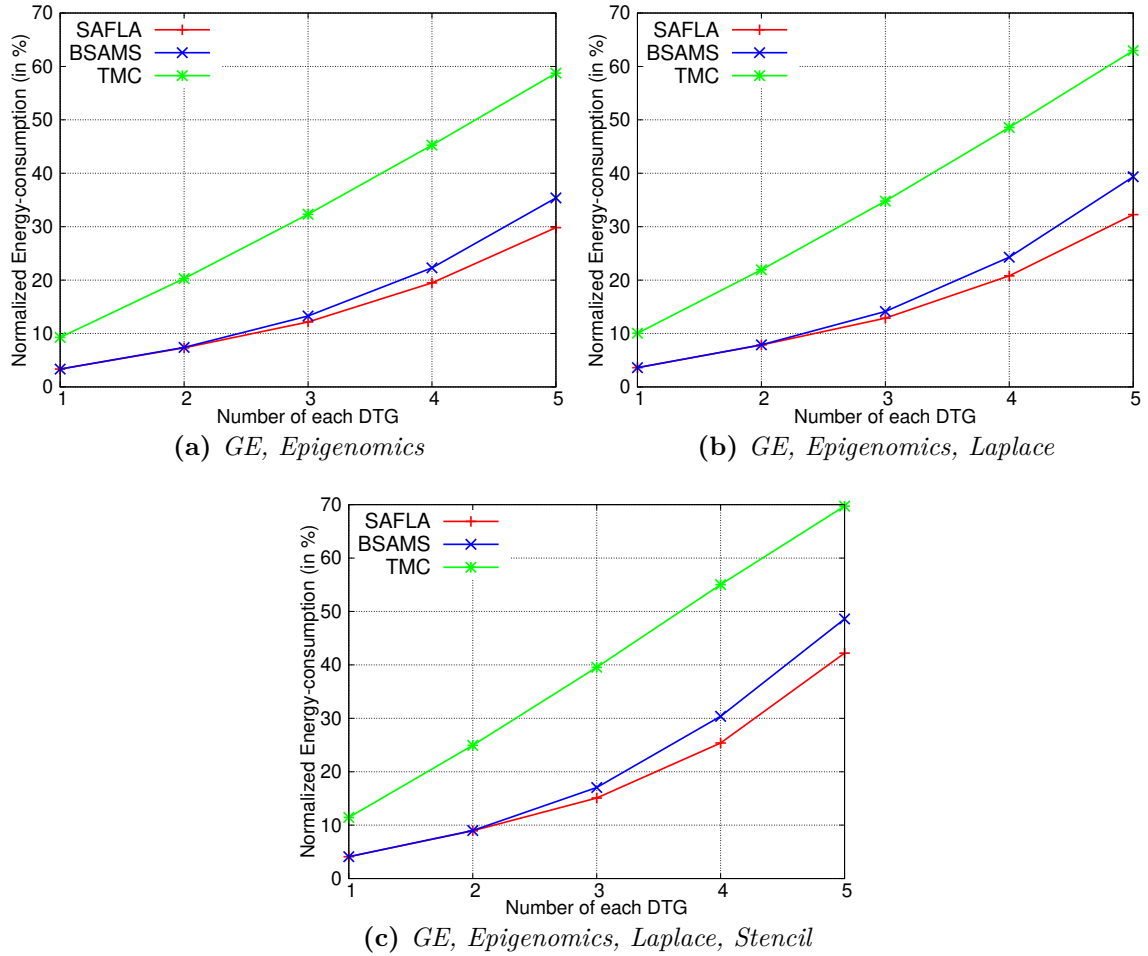 Normalized Energy-consumption (in %)
70
60
50
40
30
20
10
0
SAFLA
BSAMS
TMC
1 2 3 4 5
Number of each DTG
(a) GE, Epigenomics
Normalized Energy-consumption (in %)
70
60
50
40
30
20
10
0
SAFLA
BSAMS
TMC
1 2 3 4 5
Number of each DTG
(b) GE, Epigenomics, Laplace
Normalized Energy-consumption (in %)
70
60
50
40
30
20
10
0
SAFLA
BSAMS
TMC
1 2 3 4 5
Number of each DTG
(c) GE, Epigenomics, Laplace, Stencil